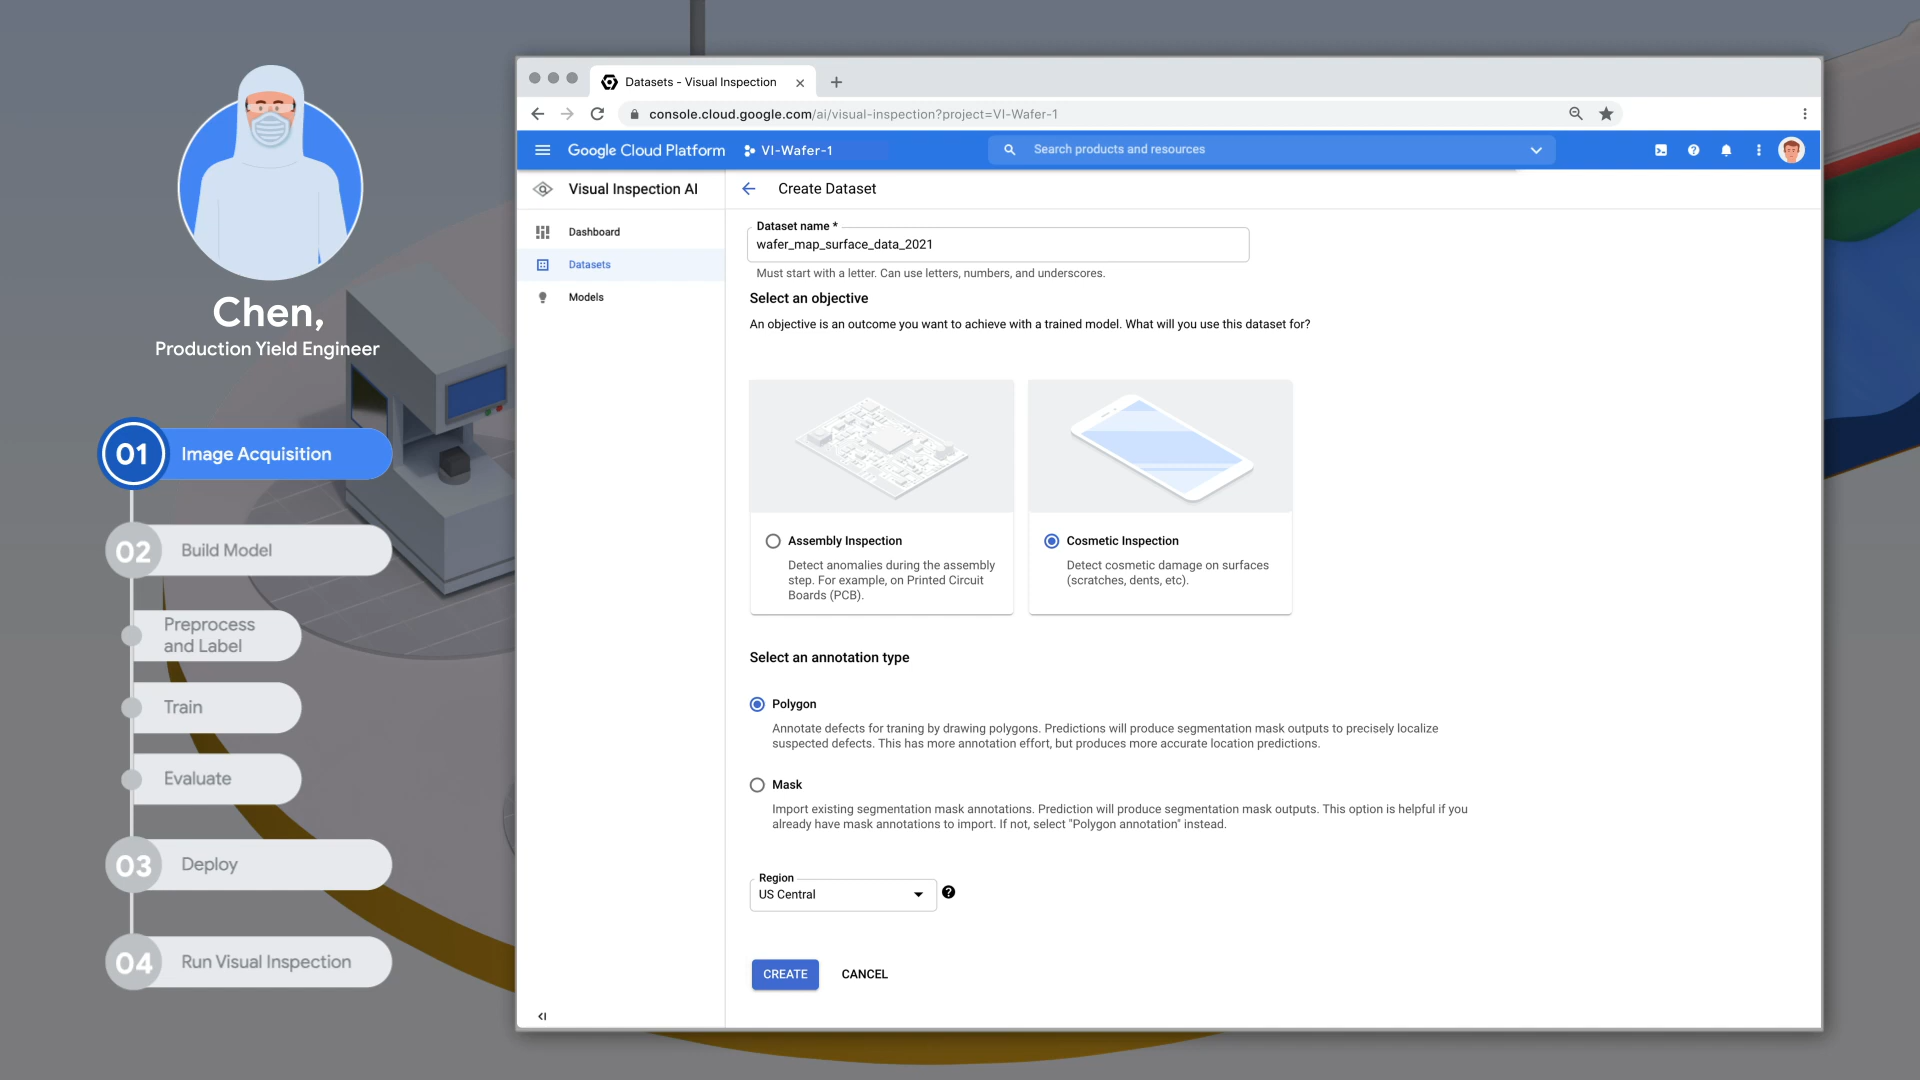 Chen,
Production Yield Engineer
01 Image Acquisition
02 Build Model
Preprocess
and Label
Train
Evaluate
03 Deploy
04 Run Visual Inspection
Datasets - Visual Inspection
console.cloud.google.com/ai/visual-inspection?project=VI-Wafer-1
Google Cloud Platform
VI-Wafer-1
Search products and resources
Visual Inspection AI
Dashboard
Datasets
Models
Create Dataset
Dataset name *
wafer_map_surface_data_2021
Must start with a letter. Can use letters, numbers, and underscores.
Select an objective
An objective is an outcome you want to achieve with a trained model. What will you use this dataset for?
Assembly Inspection
Detect anomalies during the assembly
step. For example, on Printed Circuit
Boards (PCB).
Cosmetic Inspection
Detect cosmetic damage on surfaces
(scratches, dents, etc).
Select an annotation type
Polygon
Annotate defects for traning by drawing polygons. Predictions will produce segmentation mask outputs to precisely localize
suspected defects. This has more annotation effort, but produces more accurate location predictions.
Mask
Import existing segmentation mask annotations. Prediction will produce segmentation mask outputs. This option is helpful if you
already have mask annotations to import. If not, select "Polygon annotation" instead.
Region
US Central
CREATE
CANCEL